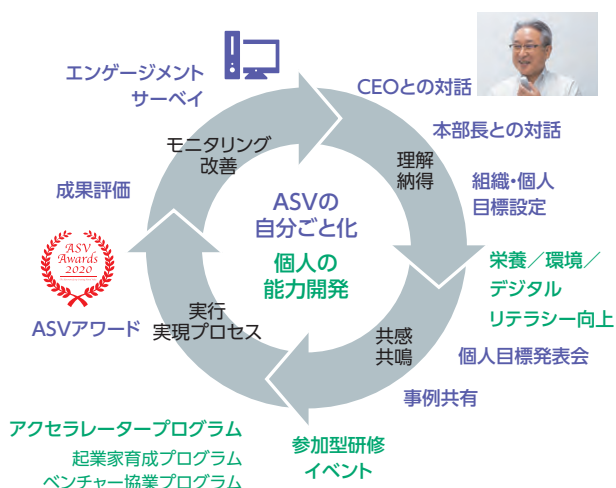 エンゲージメント
サーベイ
CEOとの対話
本部長との対話
モニタリング
改善
理解
納得
組織・個人
目標設定
成果評価
ASVの
自分ごと化
個人の
能力開発
栄養／環境／
デジタル
リテラシー向上
ASV
Awards
2020
ASVアワード
実行
実現プロセス
共感
共鳴
個人目標発表会
事例共有
参加型研修
イベント
アクセラレータープログラム
起業家育成プログラム
ベンチャー協業プログラム